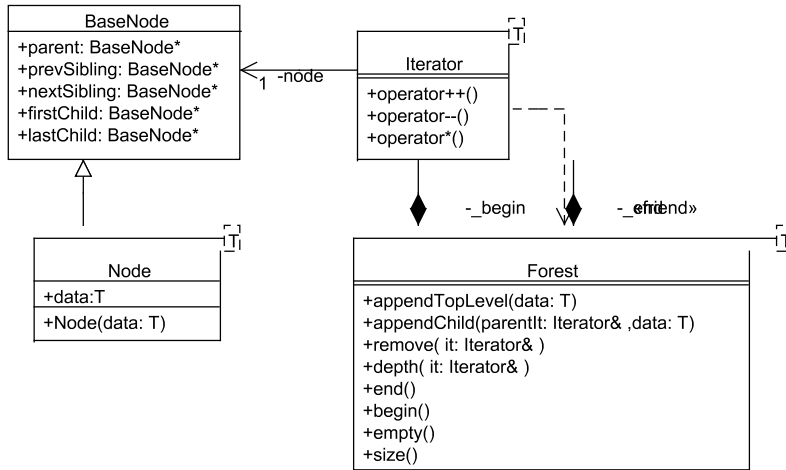 BaseNode
+parent: BaseNode*
+prevSibling: BaseNode*
+nextSibling: BaseNode*
+firstChild: BaseNode*
+lastChild: BaseNode*
1
-node
T
Iterator
+operator++()
+operator--()
+operator*()
-_begin
-_end
«friend»
T
Node
+data:T
+Node(data: T)
T
Forest
+appendTopLevel(data: T)
+appendChild(parentIt: Iterator& ,data: T)
+remove( it: Iterator& )
+depth( it: Iterator& )
+end()
+begin()
+empty()
+size()